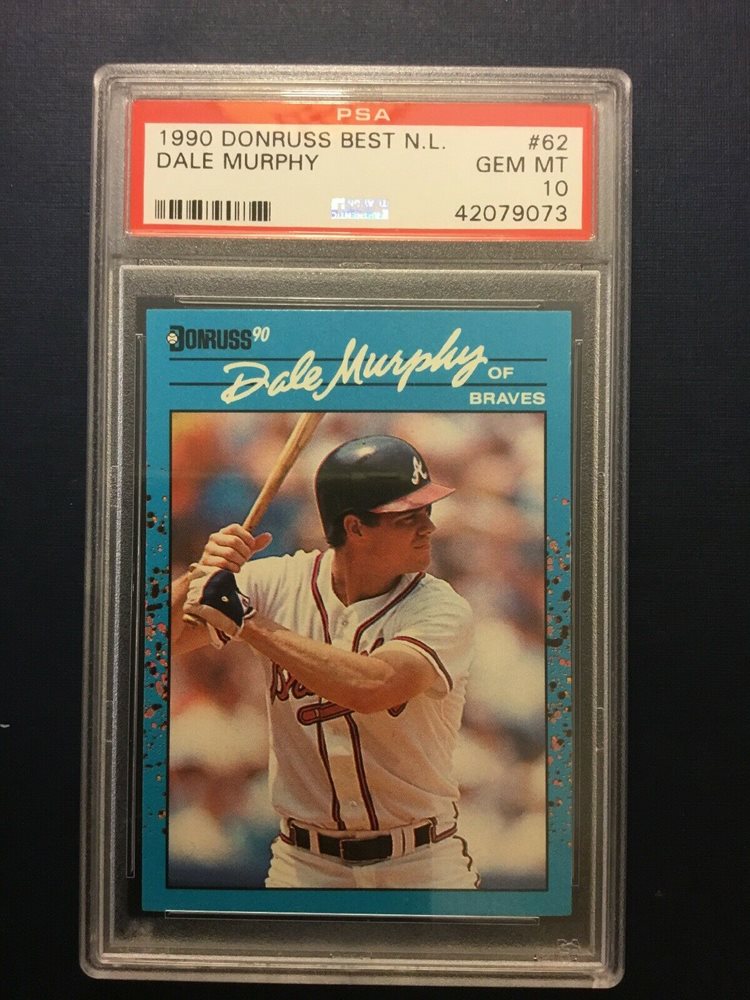 PSA
1990 DONRUSS BEST N.L. #62
DALE MURPHY GEM MT
10
42079073
DONRUSS 90
Dale Murphy OF
BRAVES
A